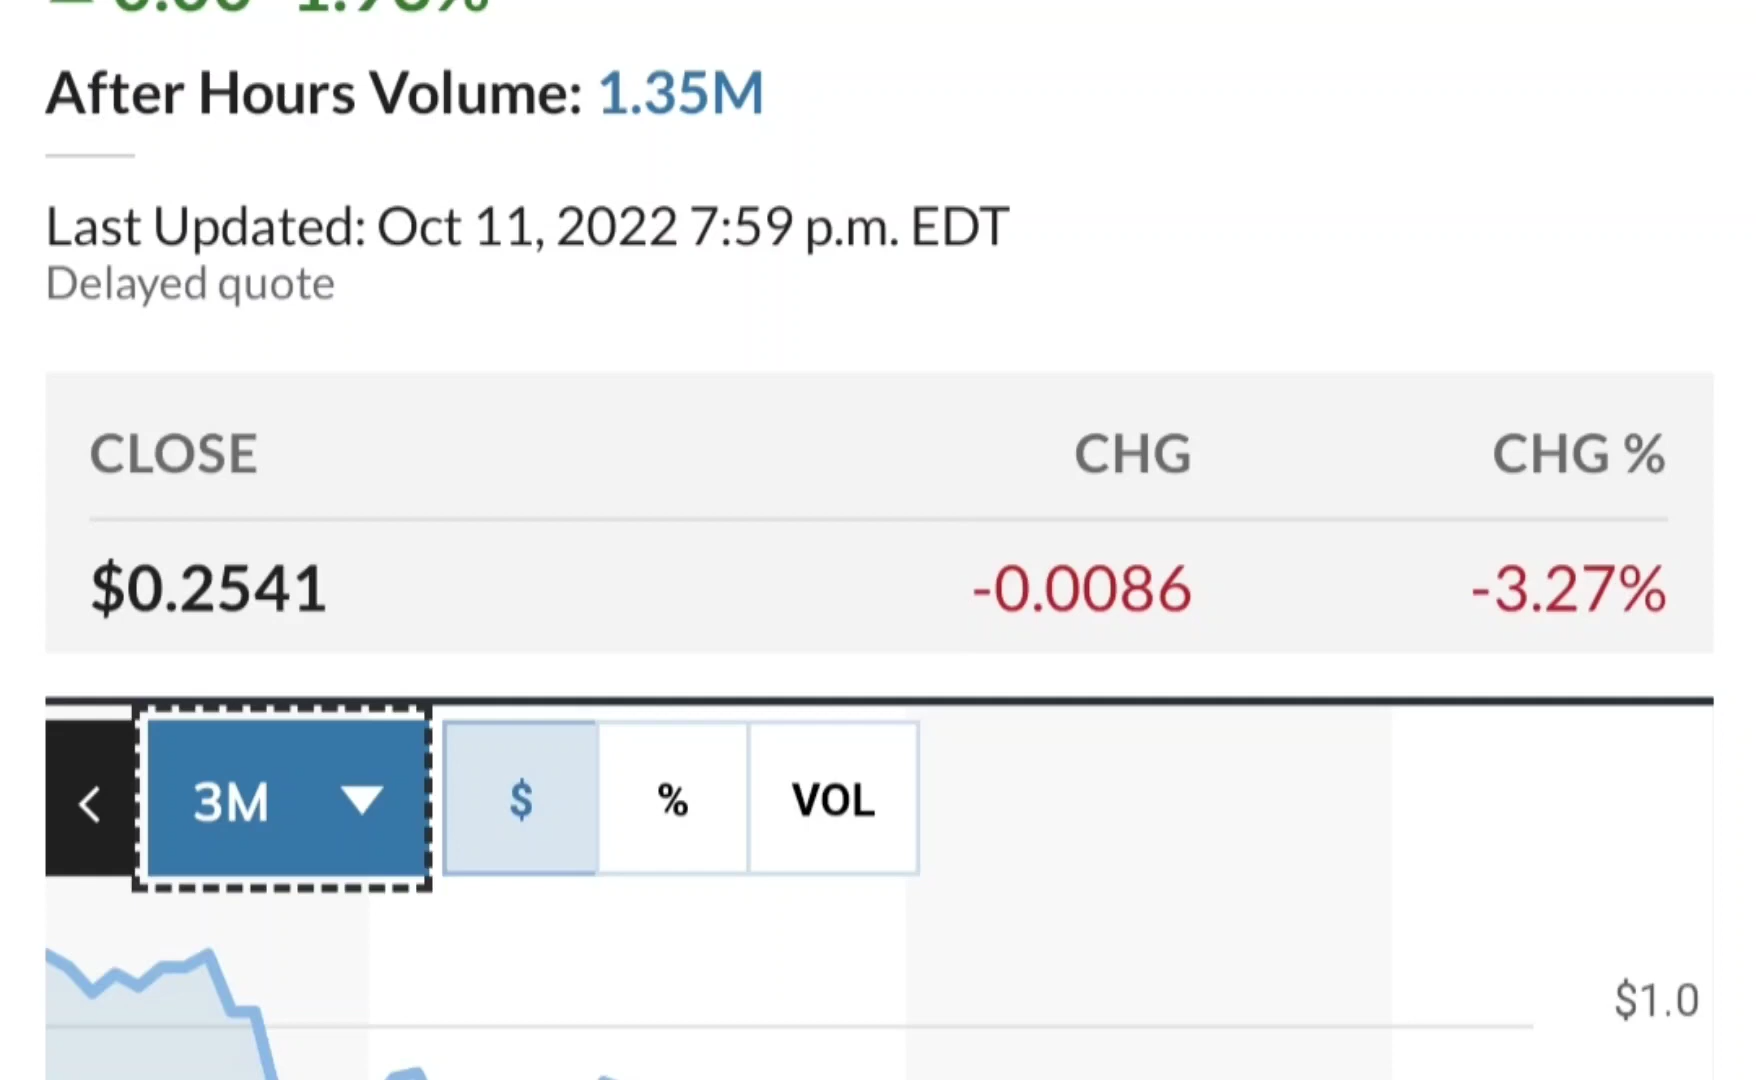 After Hours Volume: 1.35M
Last Updated: Oct 11, 2022 7:59 p.m. EDT
Delayed quote
CLOSE CHG CHG %
$0.2541 -0.0086 -3.27%
< 3M $ % VOL
$1.0